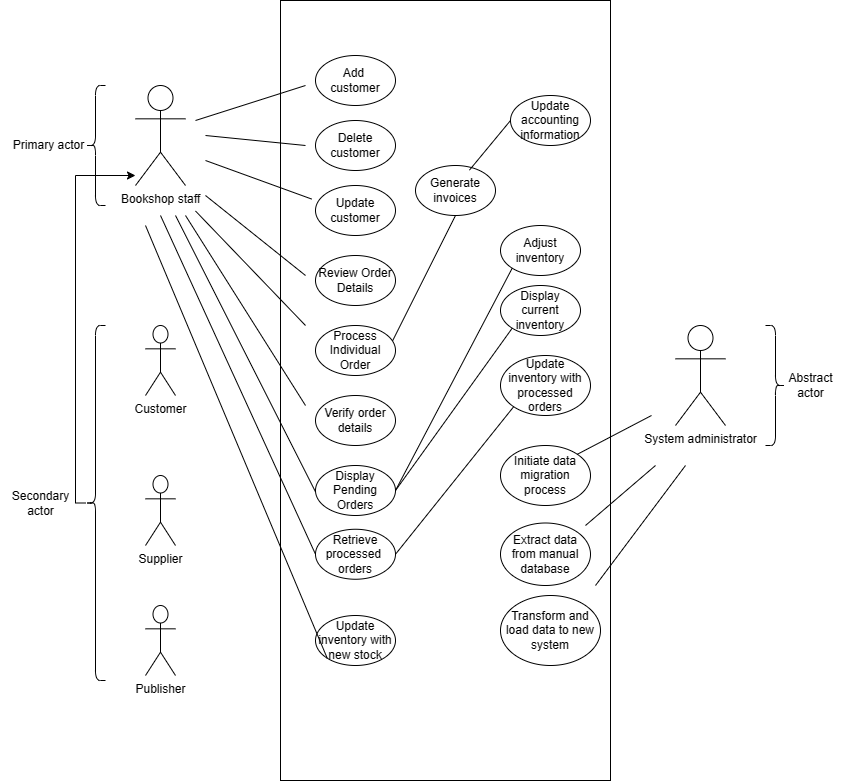 Add
customer
Update
accounting
information
Primary actor
Delete
customer
Generate
invoices
Bookshop staff
Update
customer
Adjust
inventory
Review Order
Details
Display
current
inventory
Process
Individual
Order
Update
inventory with
processed
orders
Abstract
actor
Customer
Verify order
details
System administrator
Initiate data
migration
process
Display
Pending
Orders
Secondary
actor
Supplier
Retrieve
processed
orders
Extract data
from manual
database
Update
inventory with
new stock
Transform and
load data to new
system
Publisher